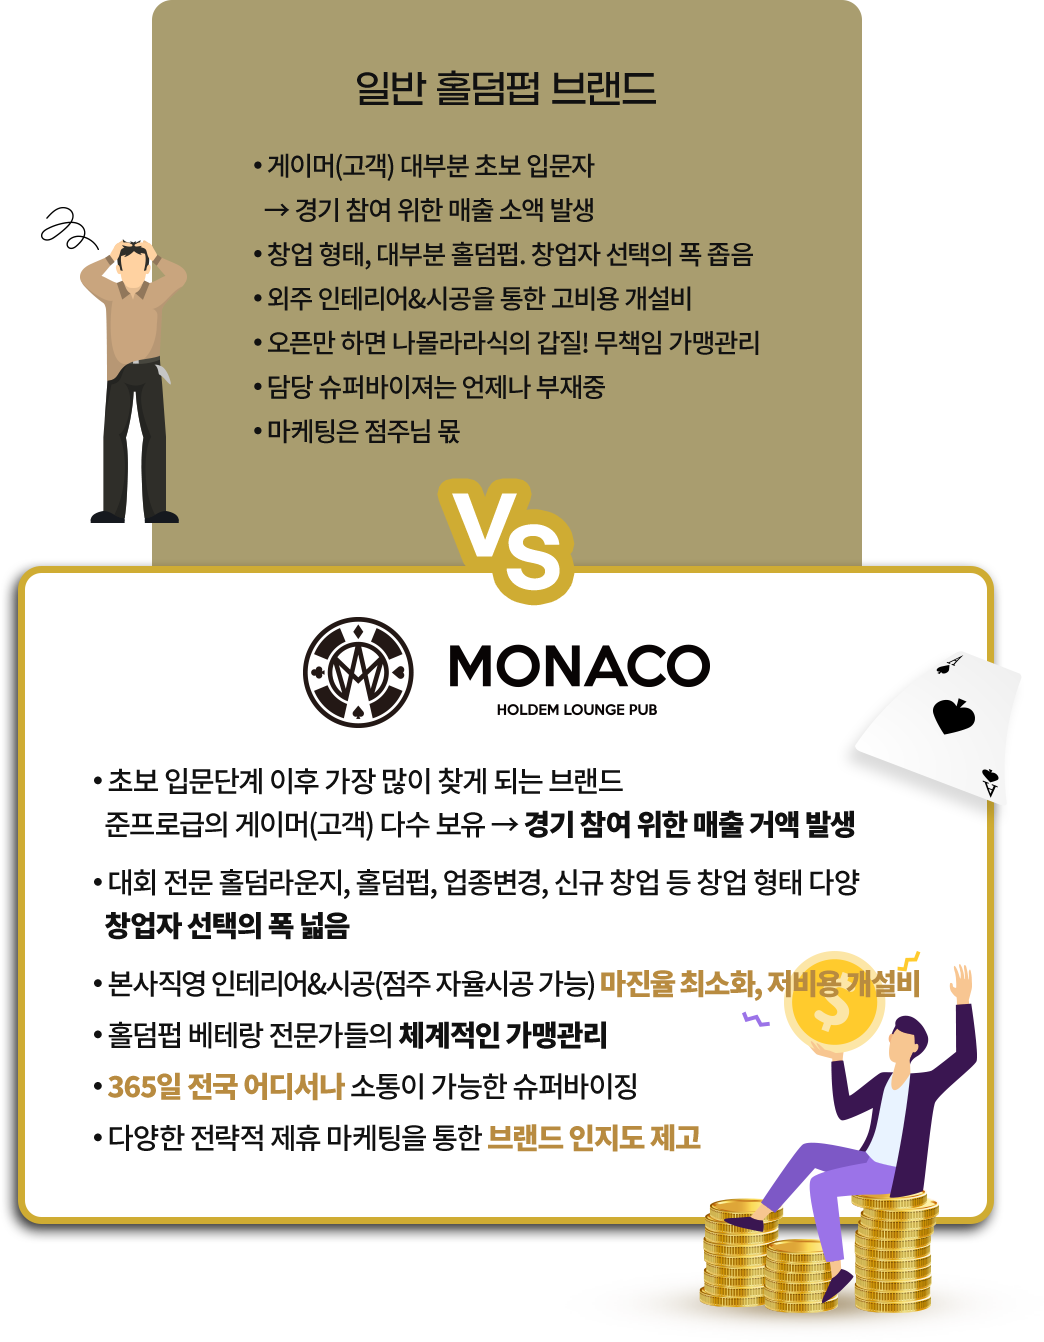 일반 홀덤펍 브랜드
• 게이머(고객) 대부분 초보 입문자
→ 경기 참여 위한 매출 소액 발생
• 창업 형태, 대부분 홀덤펍. 창업자 선택의 폭 좁음
• 외주 인테리어&시공을 통한 고비용 개설비
• 오픈만 하면 나몰라라식의 갑질! 무책임 가맹관리
• 담당 슈퍼바이져는 언제나 부재중
• 마케팅은 점주님 몫
VS
MONACO
HOLDEM LOUNGE PUB
A
A
• 초보 입문단계 이후 가장 많이 찾게 되는 브랜드
준프로급의 게이머(고객) 다수 보유 → 경기 참여 위한 매출 거액 발생
• 대회 전문 홀덤라운지, 홀덤펍, 업종변경, 신규 창업 등 창업 형태 다양
창업자 선택의 폭 넓음
• 본사직영 인테리어&시공(점주 자율시공 가능) 마진율 최소화, 저비용 개설비
$
• 홀덤펍 베테랑 전문가들의 체계적인 가맹관리
• 365일 전국 어디서나 소통이 가능한 슈퍼바이징
• 다양한 전략적 제휴 마케팅을 통한 브랜드 인지도 제고